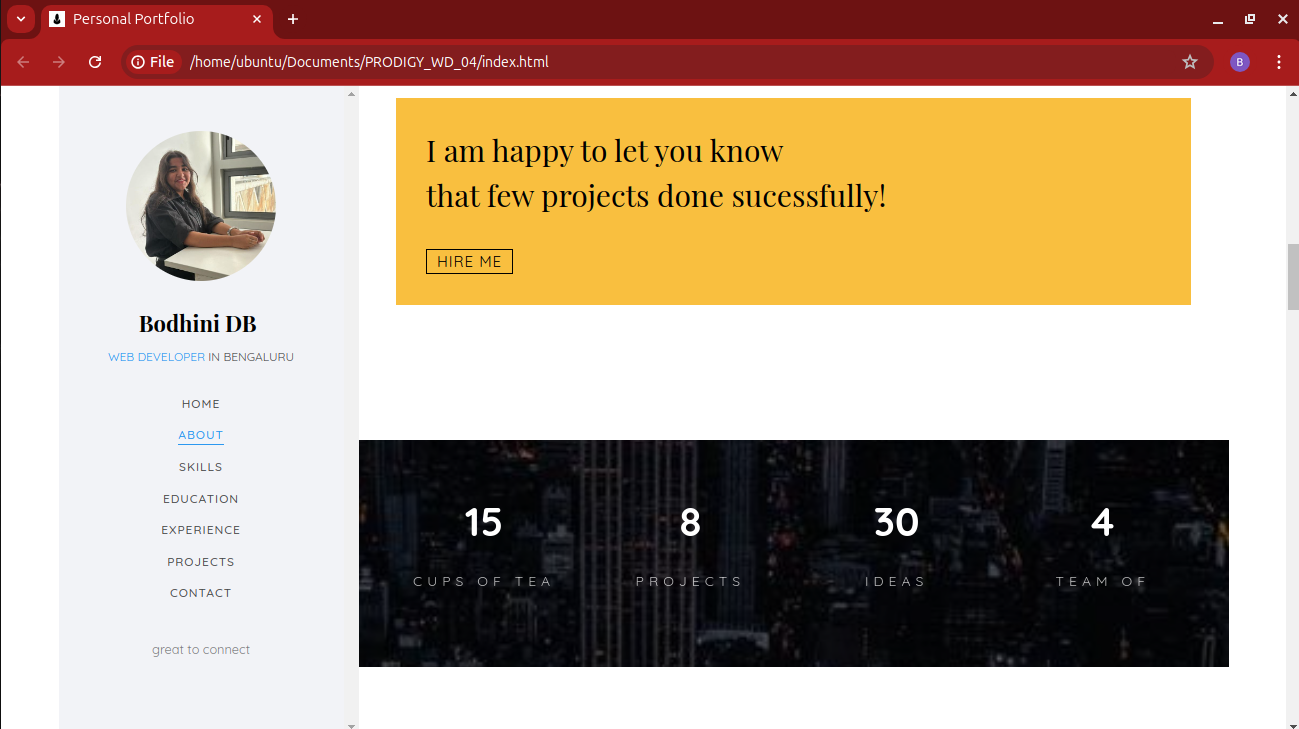 Personal Portfolio
File
/home/ubuntu/Documents/PRODIGY_WD_04/index.html
B
Bodhini DB
WEB DEVELOPER IN BENGALURU
HOME
ABOUT
SKILLS
EDUCATION
EXPERIENCE
PROJECTS
CONTACT
great to connect
I am happy to let you know
that few projects done sucessfully!
HIRE ME
15 8 30 4
CUPS OF TEA PROJECTS IDEAS TEAM OF